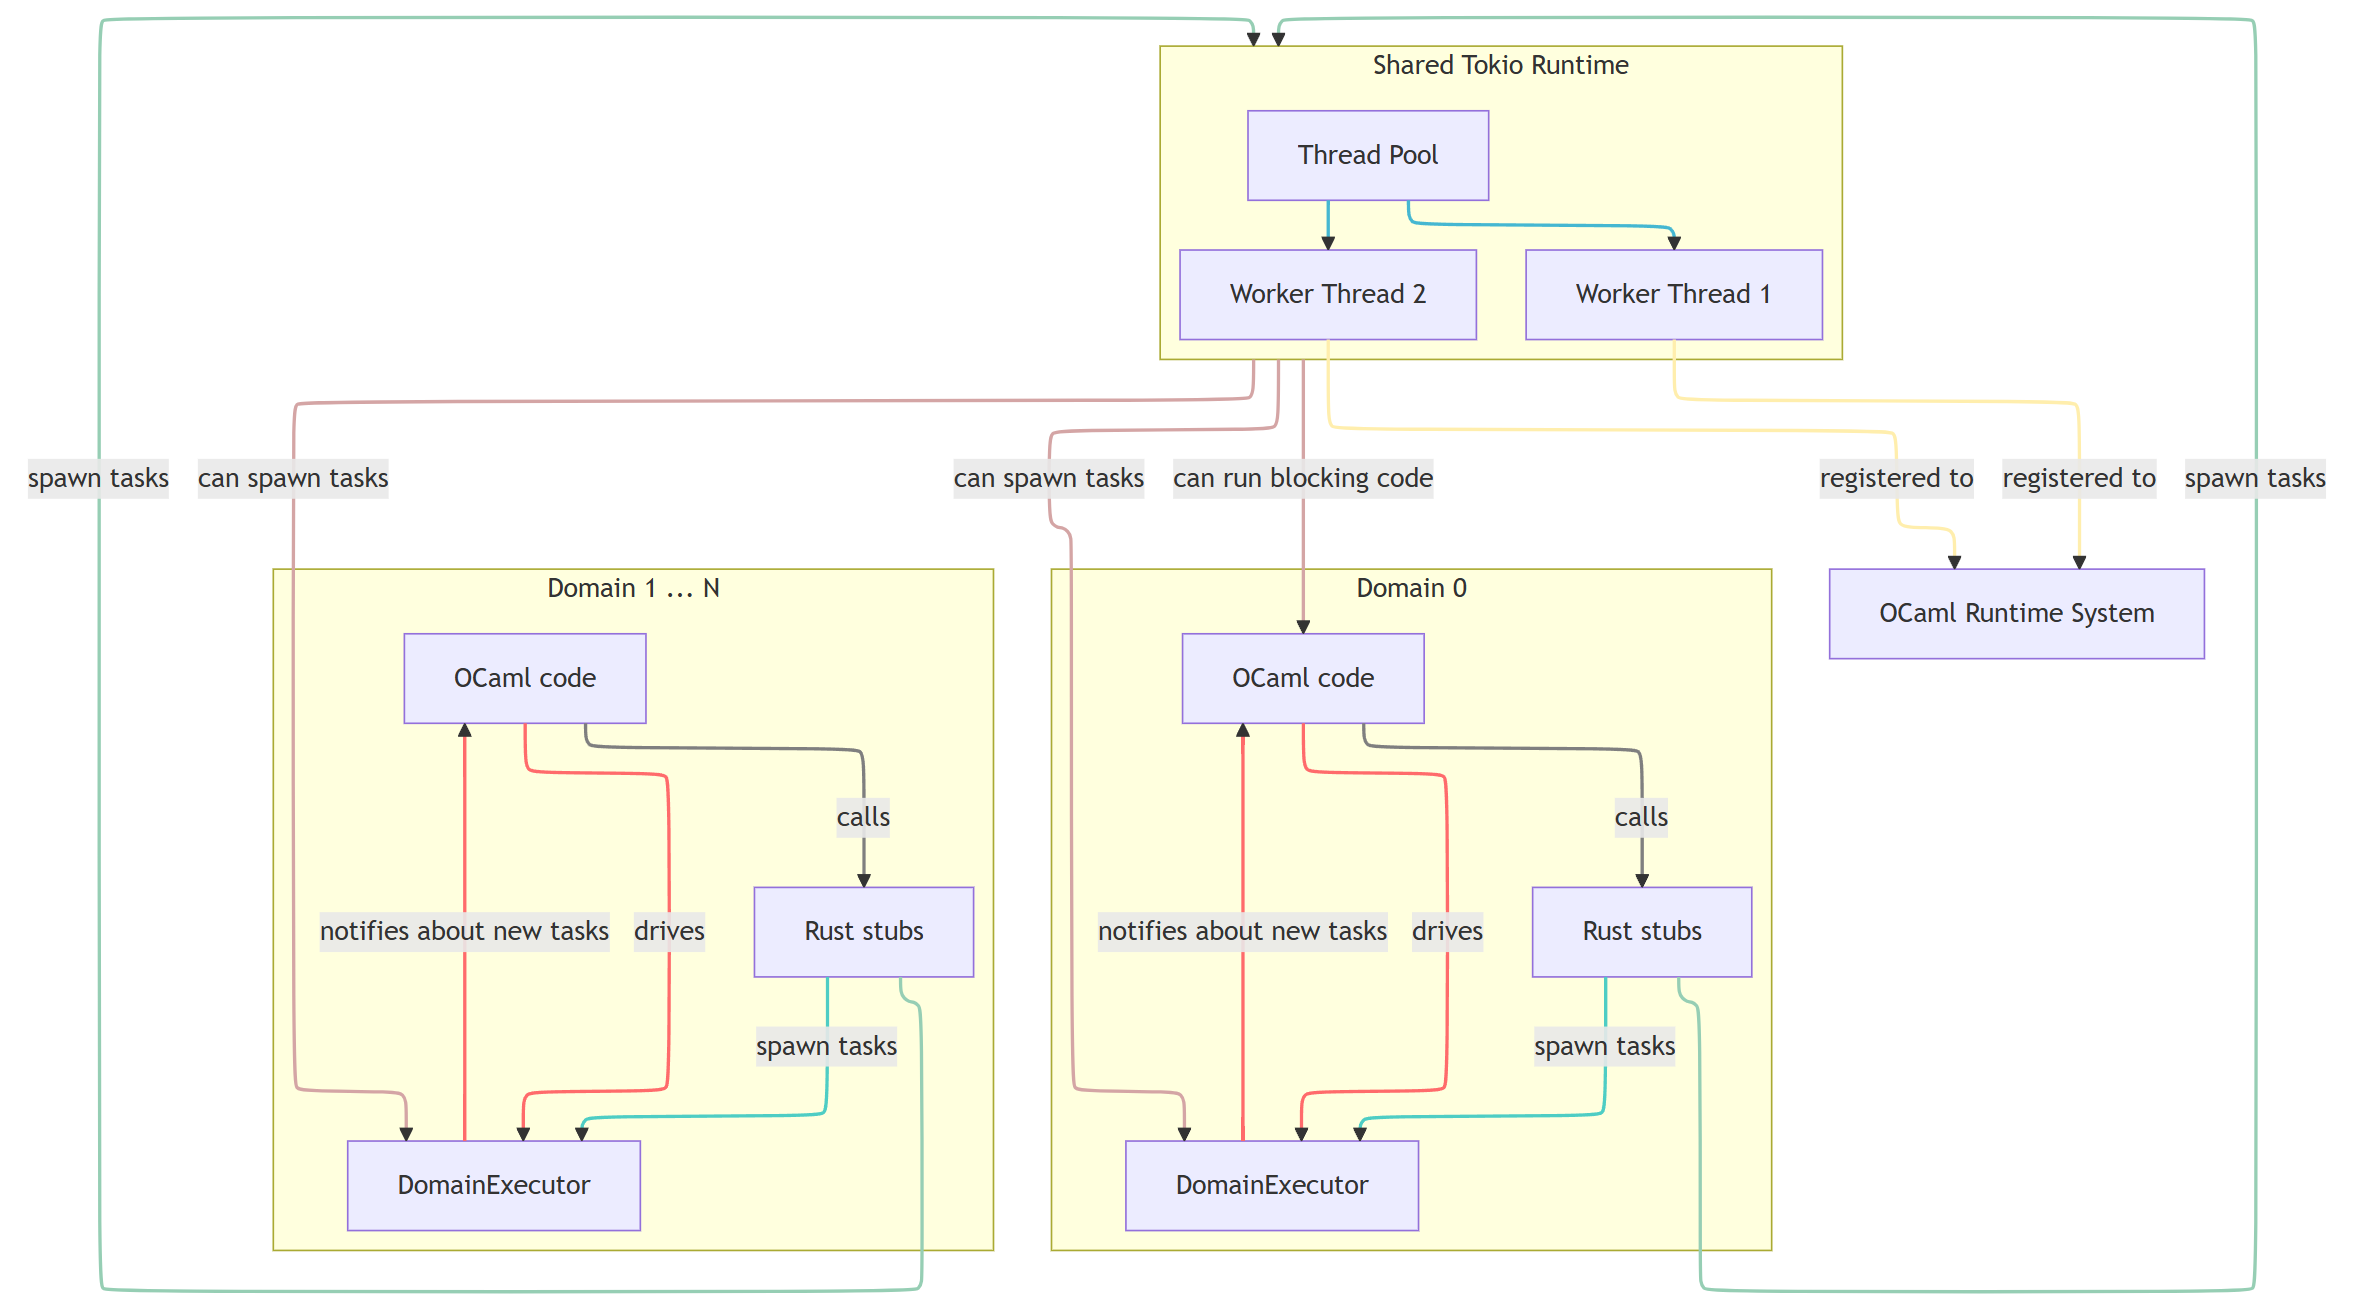 Shared Tokio Runtime
Thread Pool
Worker Thread 2
Worker Thread 1
spawn tasks
can spawn tasks
can spawn tasks
can run blocking code
registered to
registered to
spawn tasks
Domain 1 ... N
Domain 0
OCaml Runtime System
OCaml code
OCaml code
calls
calls
notifies about new tasks
drives
Rust stubs
notifies about new tasks
drives
Rust stubs
spawn tasks
spawn tasks
DomainExecutor
DomainExecutor